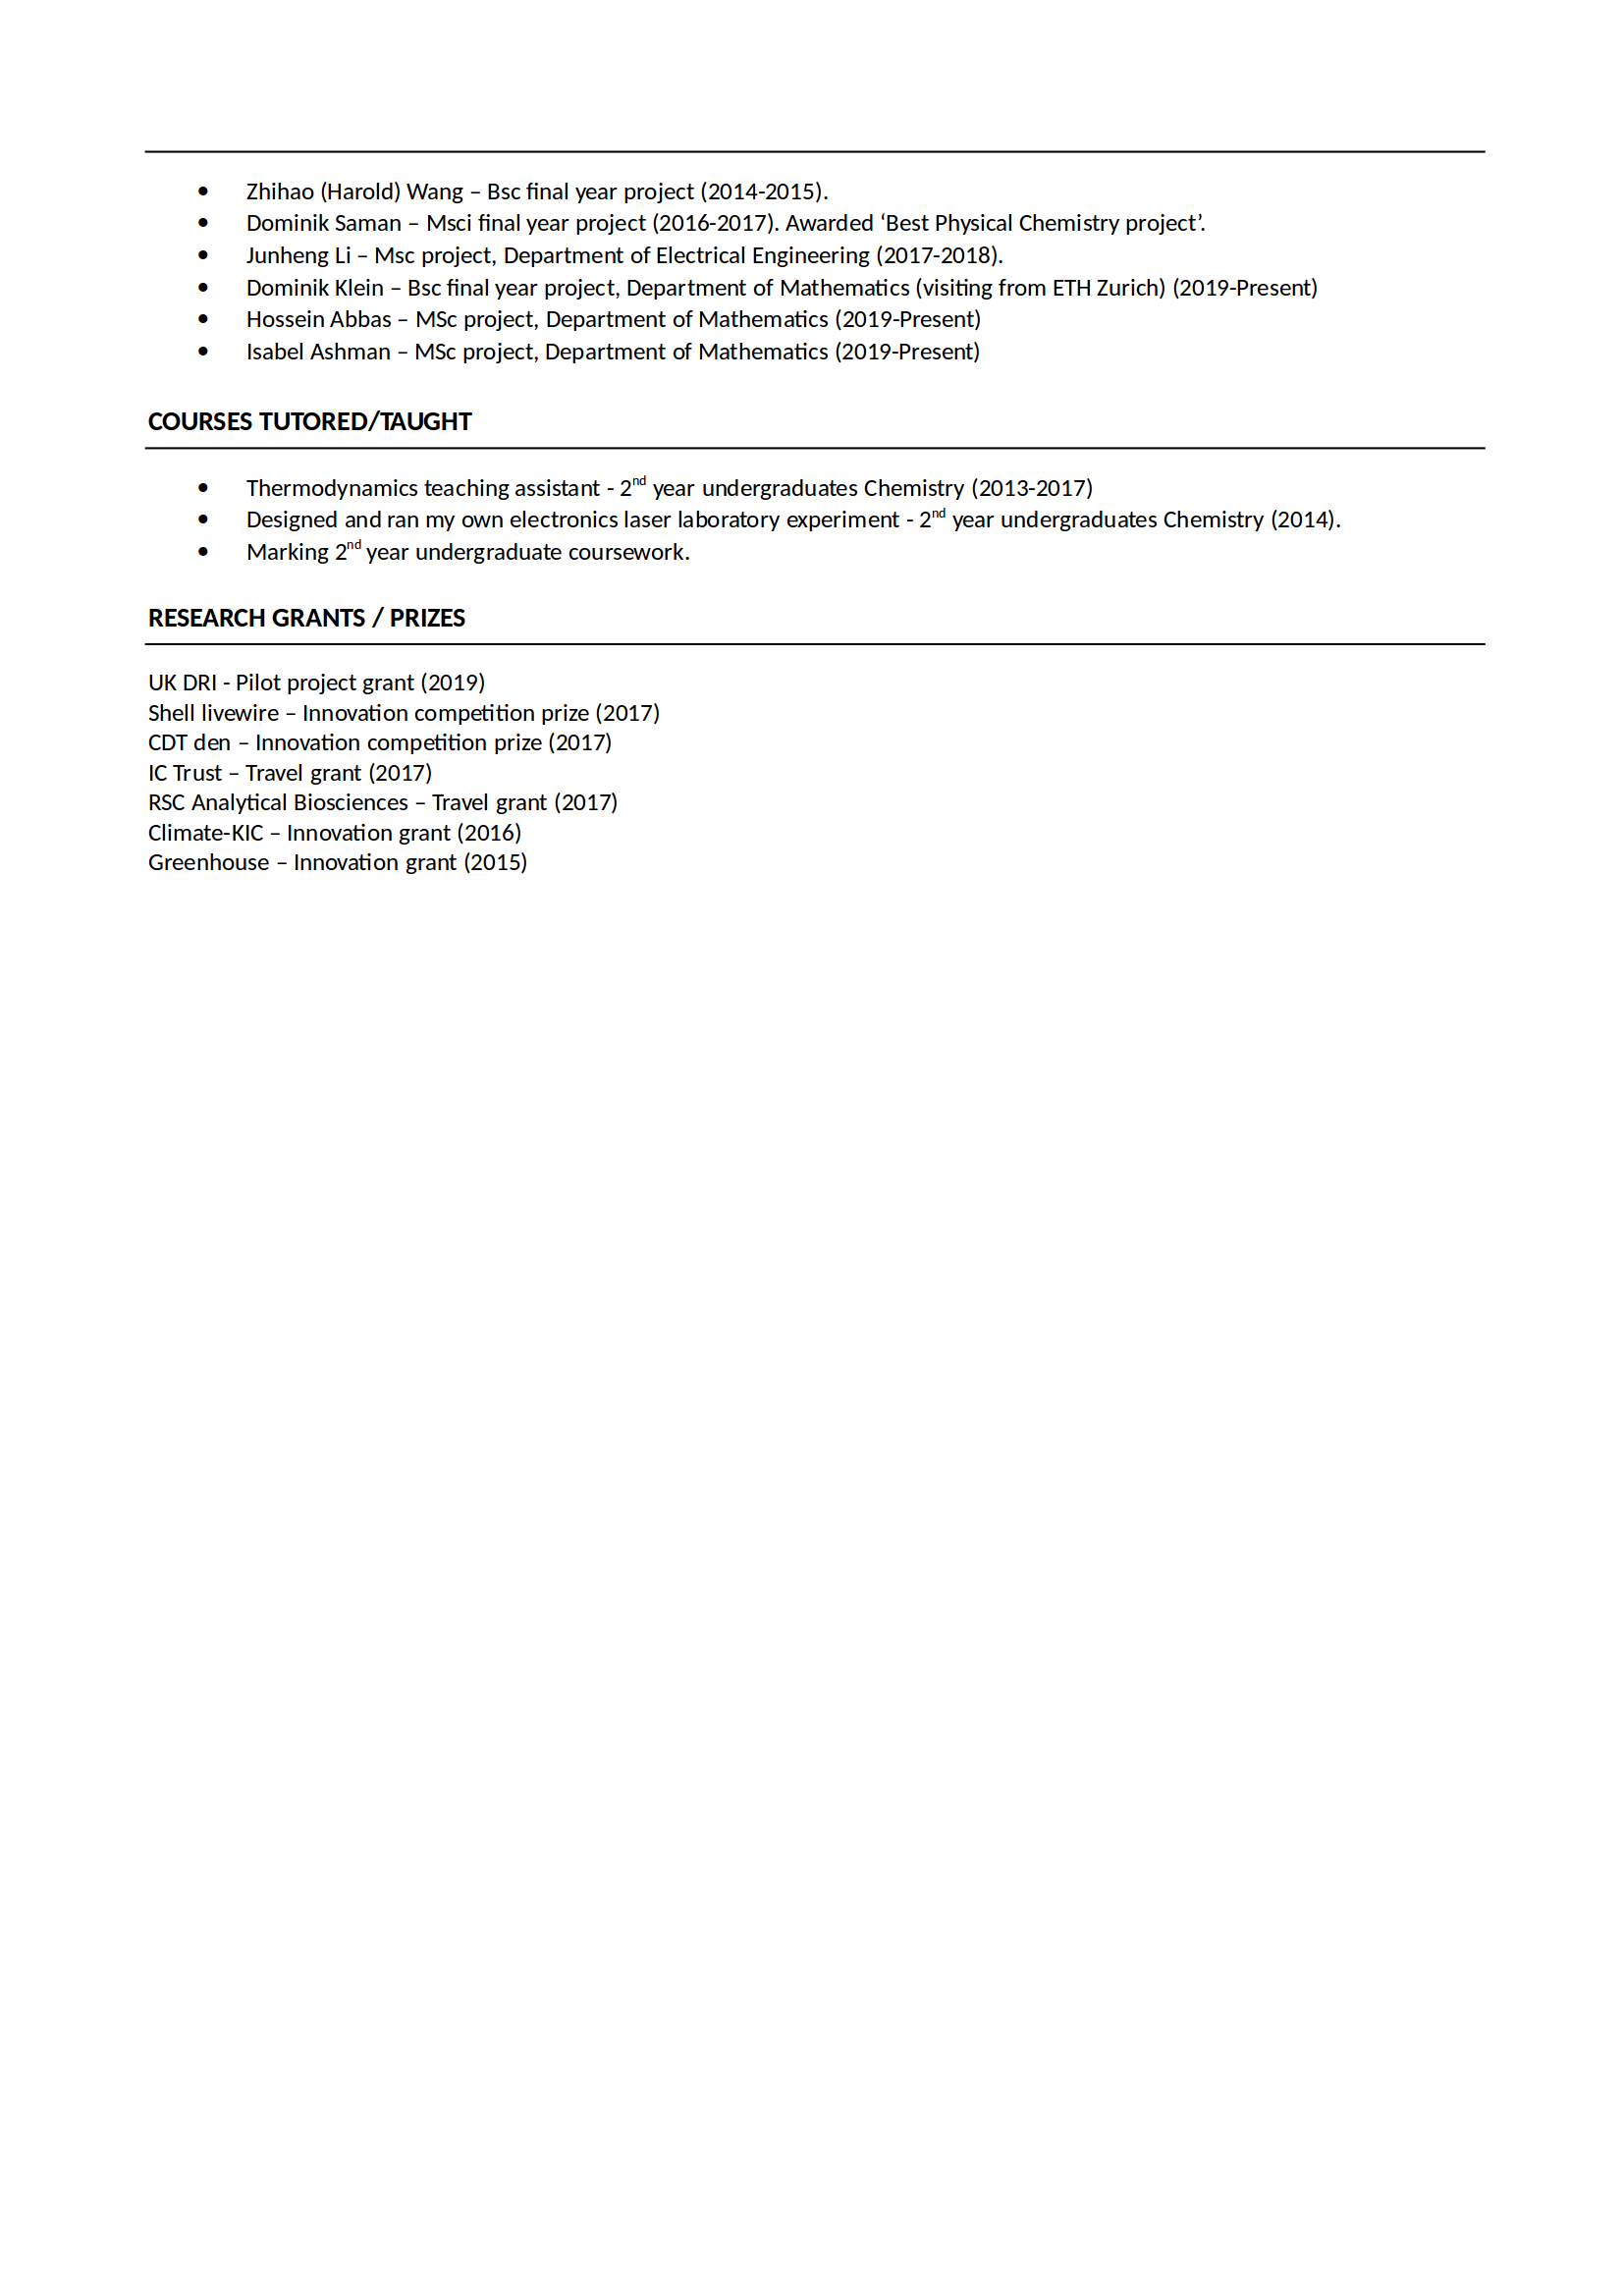 • Zhihao (Harold) Wang – Bsc final year project (2014-2015).
• Dominik Saman – Msci final year project (2016-2017). Awarded ‘Best Physical Chemistry project’.
• Junheng Li – Msc project, Department of Electrical Engineering (2017-2018).
• Dominik Klein – Bsc final year project, Department of Mathematics (visiting from ETH Zurich) (2019-Present)
• Hossein Abbas – MSc project, Department of Mathematics (2019-Present)
• Isabel Ashman – MSc project, Department of Mathematics (2019-Present)
COURSES TUTORED/TAUGHT
• Thermodynamics teaching assistant - 2nd year undergraduates Chemistry (2013-2017)
• Designed and ran my own electronics laser laboratory experiment - 2nd year undergraduates Chemistry (2014).
• Marking 2nd year undergraduate coursework.
RESEARCH GRANTS / PRIZES
UK DRI - Pilot project grant (2019)
Shell livewire – Innovation competition prize (2017)
CDT den – Innovation competition prize (2017)
IC Trust – Travel grant (2017)
RSC Analytical Biosciences – Travel grant (2017)
Climate-KIC – Innovation grant (2016)
Greenhouse – Innovation grant (2015)